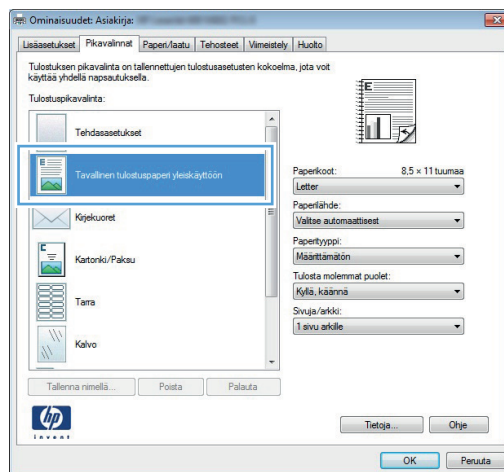 Ominaisuudet: Asiakirja:
Lisäasetukset Pikavalinnat Paperi/laatu Tehosteet Viimeistely Huolto
Tulostuksen pikavalinta on tallennettujen tulostusasetusten kokoelma, jota voit
käyttää yhdellä napsautuksella.
Tulostuspikavalinta:
Tehdasasetukset
Tavallinen tulostuspaperi yleiskäyttöön
Kirjekuoret
Kartonki/Paksu
Tarra
Kalvo
Tallenna nimellä... Poista Palauta
E
Paperikoot: 8,5 × 11 tuumaa
Letter
Paperilähde:
Valitse automaattisest
Paperityyppi:
Määrittämätön
Tulosta molemmat puolet:
Kyllä, käännä
Sivuja/arkki:
1 sivu arkille
hp
invent
Tietoja... Ohje
OK Peruuta